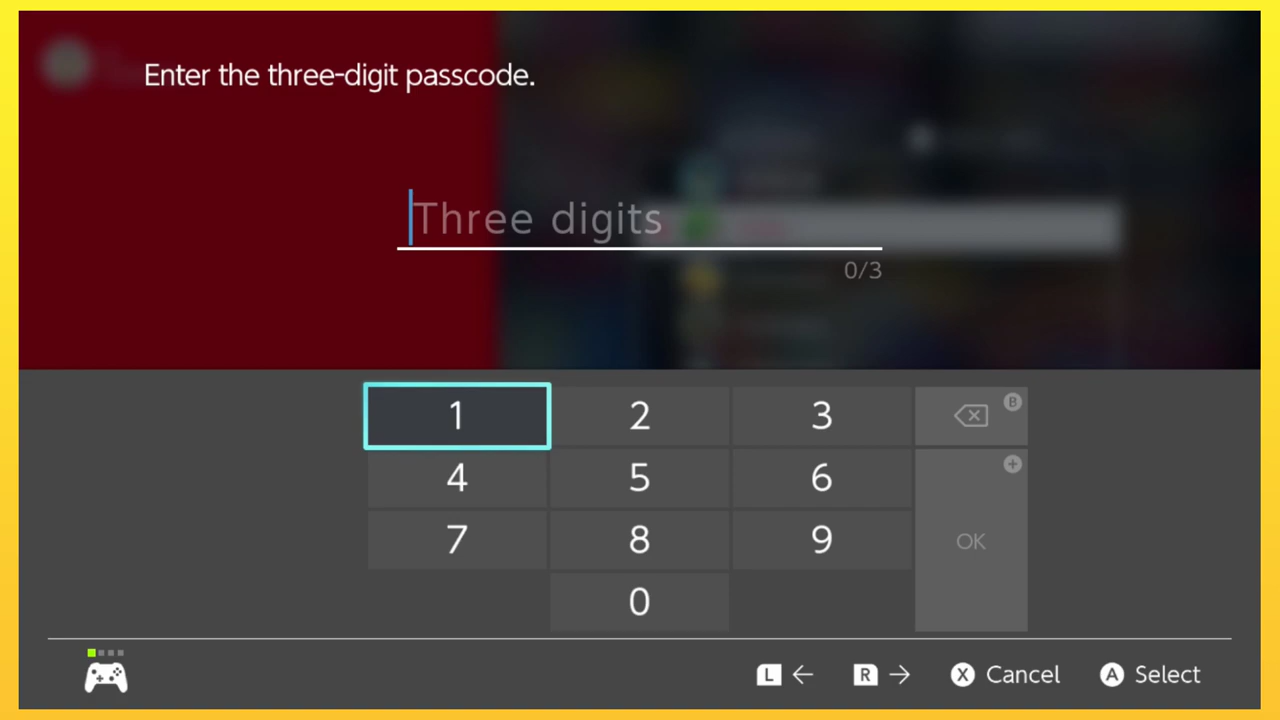 Enter the three-digit passcode.
Three digits
0/3
1 2 3 B
4 5 6 +
7 8 9 OK
0
L ← R → X Cancel A Select